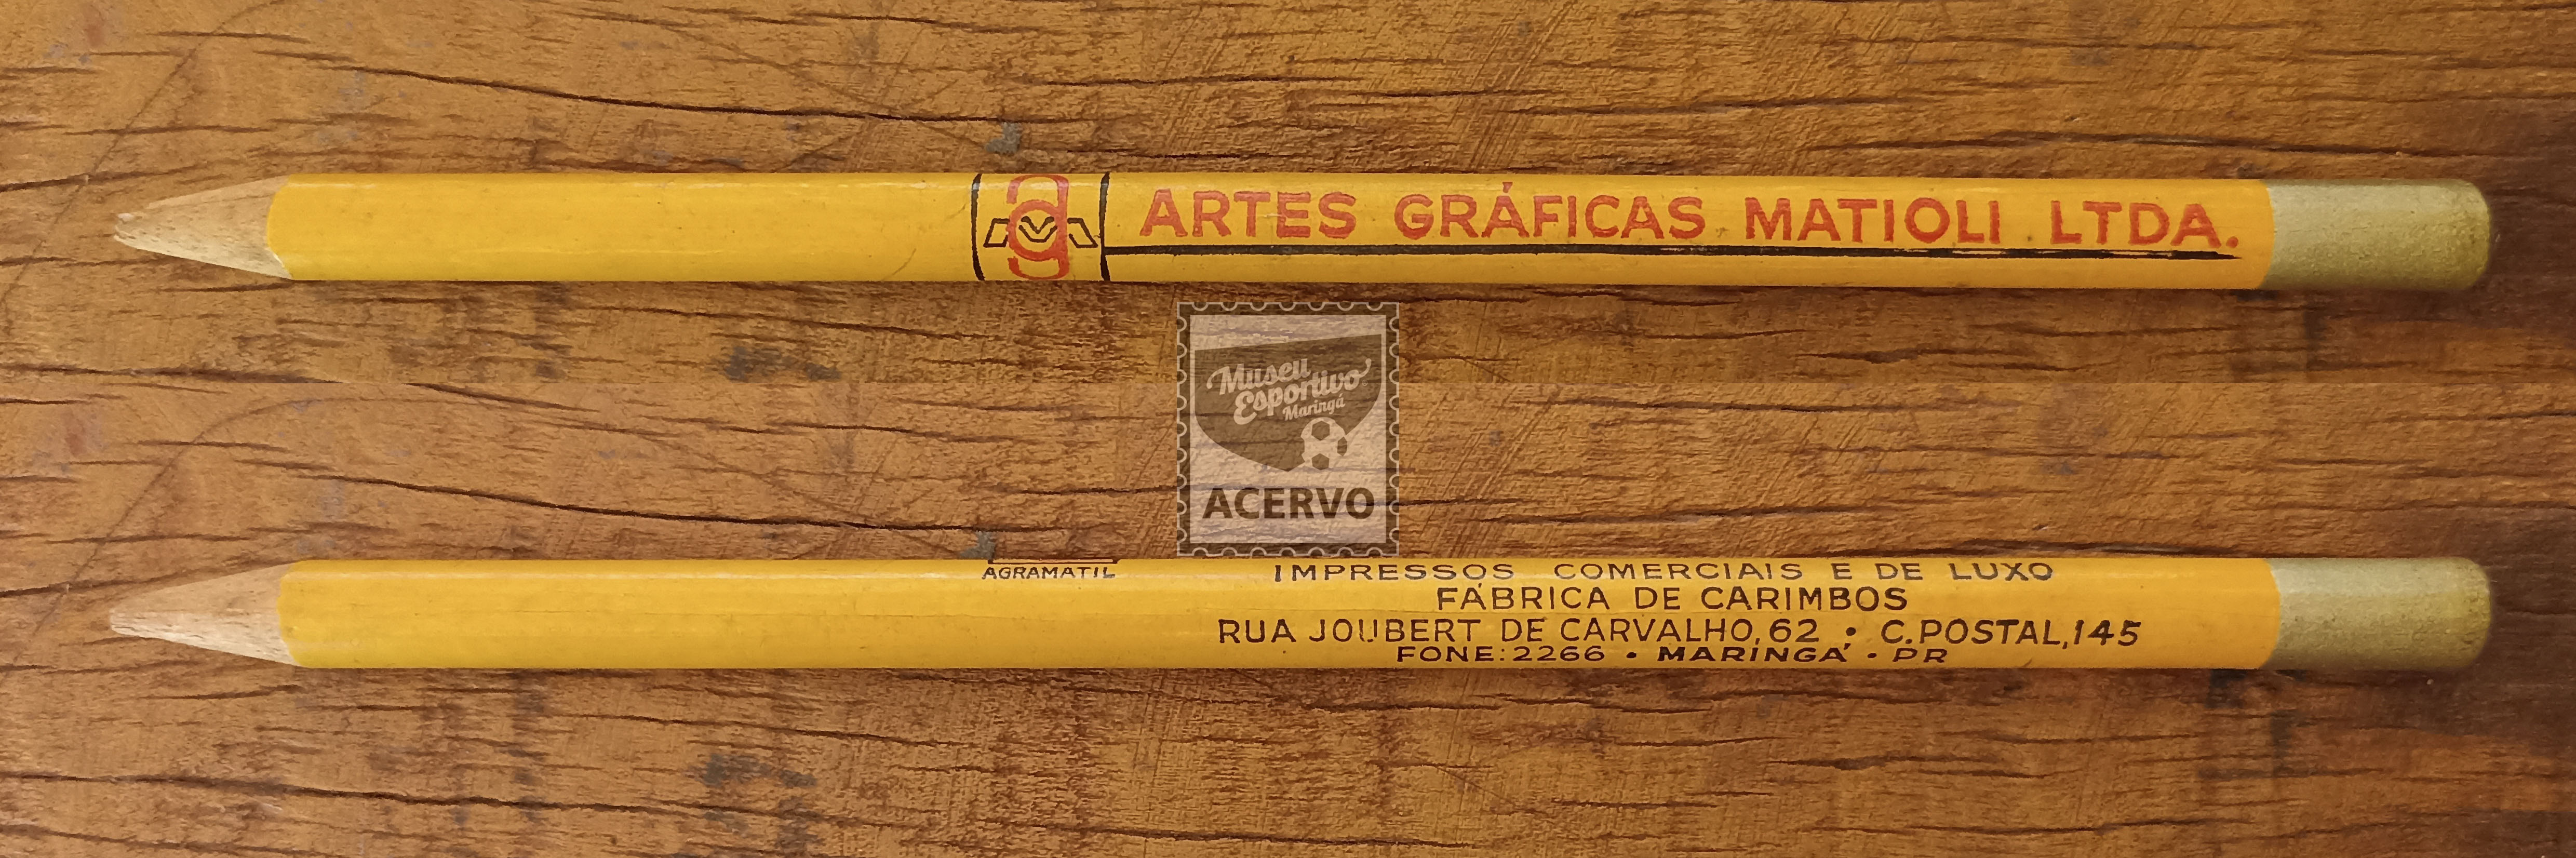 ARTES GRÁFICAS MATIOLI LTDA.
Museu
Esportivo
Maringá
ACERVO
AGRAMATIL
IMPRESSOS COMERCIAIS E DE LUXO
FÁBRICA DE CARIMBOS
RUA JOUBERT DE CARVALHO, 62 • C.POSTAL, 145
FONE: 2266 • MARINGÁ • PR